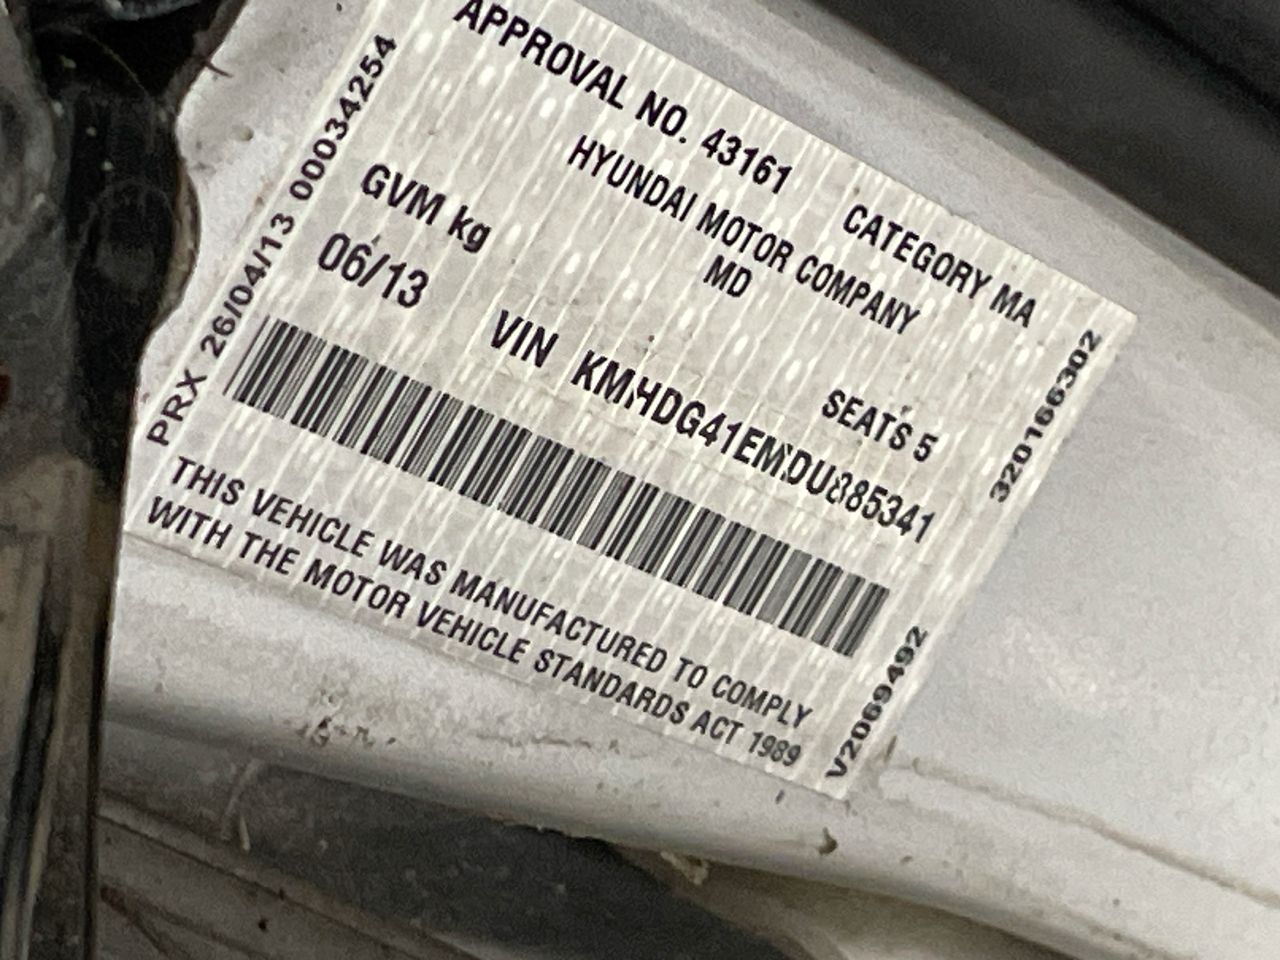 APPROVAL NO. 43161 CATEGORY MA
HYUNDAI MOTOR COMPANY
MD
GVM kg SEATS 5
06/13 VIN KMHDG41EMDU885341
THIS VEHICLE WAS MANUFACTURED TO COMPLY
WITH THE MOTOR VEHICLE STANDARDS ACT 1989
PRX 26/04/13 00034254
V2069492 320166302